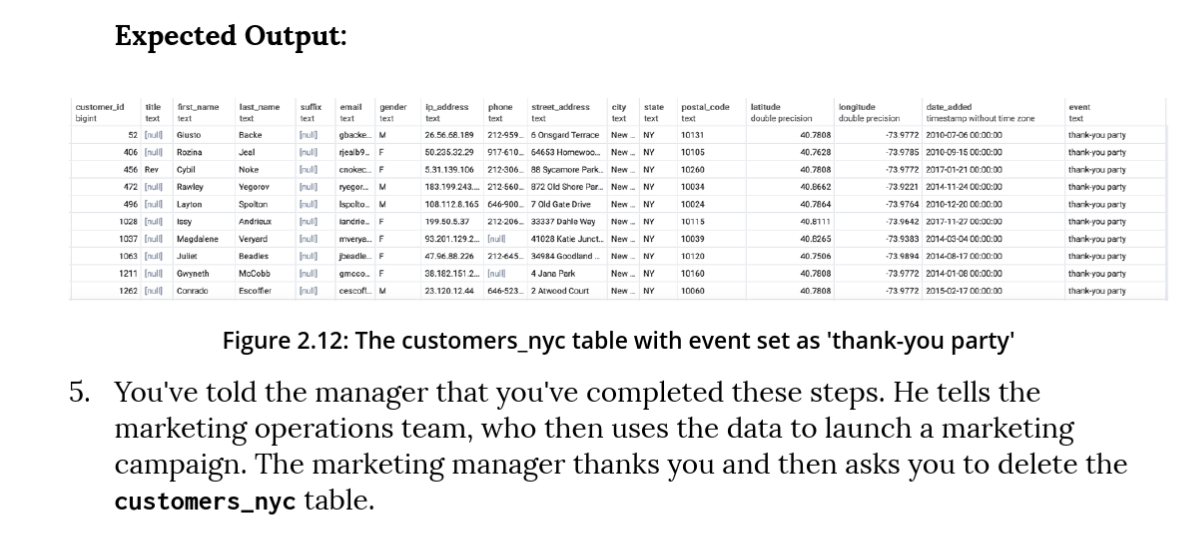 Expected Output:
customer_id title first_name last_name suffix email gender ip_address phone street_address city state postal_code latitude longitude date_added event
bigint text text text text text text text text text text text text double precision double precision timestamp without time zone text
52 [null] Giusto Backe [null] gbacke... M 26.56.68.189 212-959... 6 Onsgard Terrace New ... NY 10131 40.7808 -73.9772 2010-07-06 00:00:00 thank-you party
406 [null] Rozina Jeal [null] rjealb9... F 50.235.32.29 917-610... 64653 Homewoo... New ... NY 10105 40.7628 -73.9785 2010-09-15 00:00:00 thank-you party
456 Rev Cybil Noke [null] cnokec... F 5.31.139.106 212-306... 88 Sycamore Park... New ... NY 10260 40.7808 -73.9772 2017-01-21 00:00:00 thank-you party
472 [null] Rawley Yegorov [null] ryegor... M 183.199.243.... 212-560... 872 Old Shore Par... New ... NY 10034 40.8662 -73.9221 2014-11-24 00:00:00 thank-you party
496 [null] Layton Spolton [null] lspolto... M 108.112.8.165 646-900... 7 Old Gate Drive New ... NY 10024 40.7864 -73.9764 2010-12-20 00:00:00 thank-you party
1028 [null] Issy Andrieux [null] iandrie... F 199.50.5.37 212-206... 33337 Dahle Way New ... NY 10115 40.8111 -73.9642 2017-11-27 00:00:00 thank-you party
1037 [null] Magdalene Veryard [null] mverya... F 93.201.129.2... [null] 41028 Katie Junct... New ... NY 10039 40.8265 -73.9383 2014-03-04 00:00:00 thank-you party
1063 [null] Juliet Beadles [null] jbeadle... F 47.96.88.226 212-645... 34984 Goodland ... New ... NY 10120 40.7506 -73.9894 2014-08-17 00:00:00 thank-you party
1211 [null] Gwyneth McCobb [null] gmcco... F 38.182.151.2... [null] 4 Jana Park New ... NY 10160 40.7808 -73.9772 2014-01-08 00:00:00 thank-you party
1262 [null] Conrado Escoffier [null] cescoff... M 23.120.12.44 646-523... 2 Atwood Court New ... NY 10060 40.7808 -73.9772 2015-02-17 00:00:00 thank-you party
Figure 2.12: The customers_nyc table with event set as 'thank-you party'
5. You've told the manager that you've completed these steps. He tells the
marketing operations team, who then uses the data to launch a marketing
campaign. The marketing manager thanks you and then asks you to delete the
customers_nyc table.